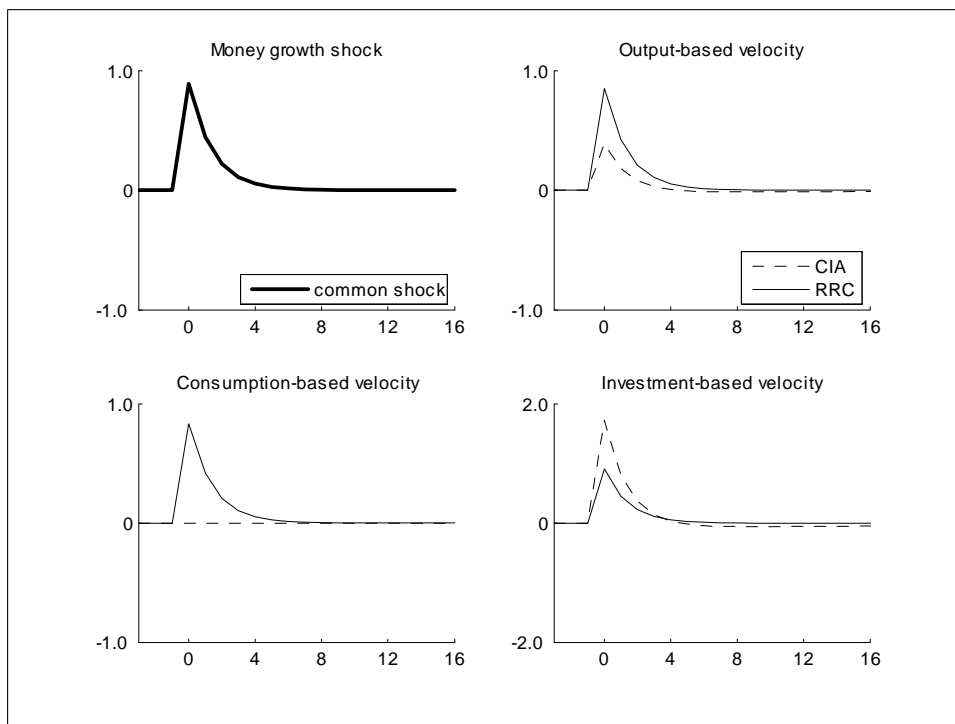 Money growth shock
1.0
0
-1.0
0 4 8 12 16
common shock
Output-based velocity
1.0
0
-1.0
0 4 8 12 16
CIA
RRC
Consumption-based velocity
1.0
0
-1.0
0 4 8 12 16
Investment-based velocity
2.0
0
-2.0
0 4 8 12 16